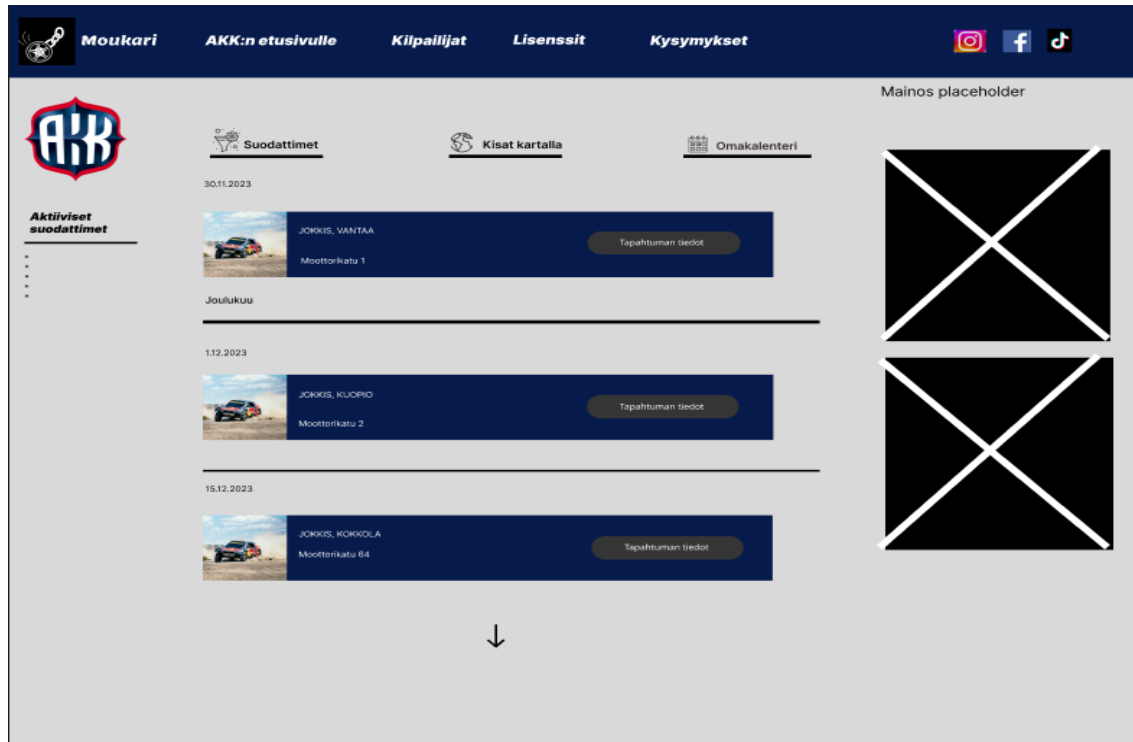 Moukari
AKK:n etusivulle
Kilpailijat
Lisenssit
Kysymykset
Mainos placeholder
AKK
Suodattimet
Kisat kartalla
Omakalenteri
30.11.2023
Aktiiviset
suodattimet
JOKKIS, VANTAA
Moottorikatu 1
Tapahtuman tiedot
Joulukuu
1.12.2023
JOKKIS, KUOPIO
Moottorikatu 2
Tapahtuman tiedot
15.12.2023
JOKKIS, KOKKOLA
Moottorikatu 64
Tapahtuman tiedot